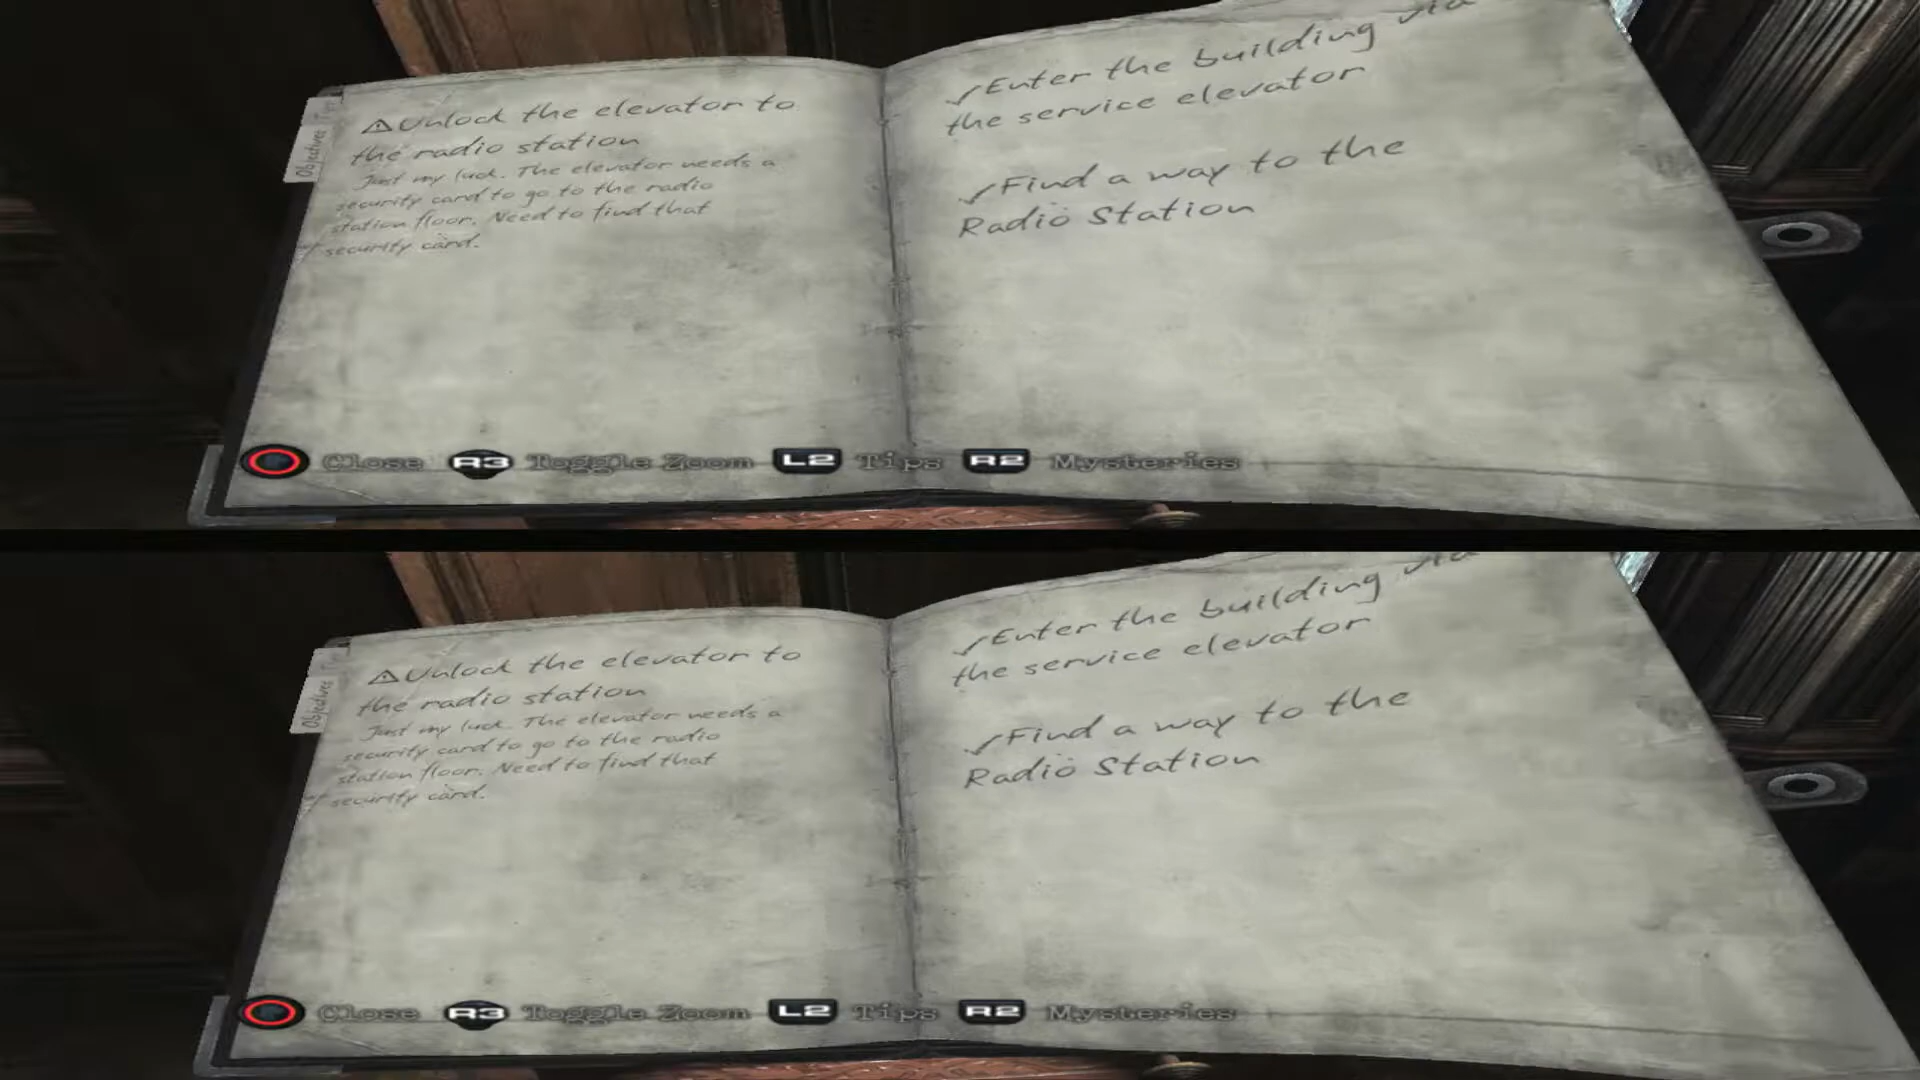 Objectives
⚠Unlock the elevator to
the radio station
Just my luck. The elevator needs a
security card to go to the radio
station floor. Need to find that
security card.
✓Enter the building via
the service elevator
✓Find a way to the
Radio Station
Close R3 Toggle Zoom L2 Tips R2 Mysteries
Objectives
⚠Unlock the elevator to
the radio station
Just my luck. The elevator needs a
security card to go to the radio
station floor. Need to find that
security card.
✓Enter the building via
the service elevator
✓Find a way to the
Radio Station
Close R3 Toggle Zoom L2 Tips R2 Mysteries